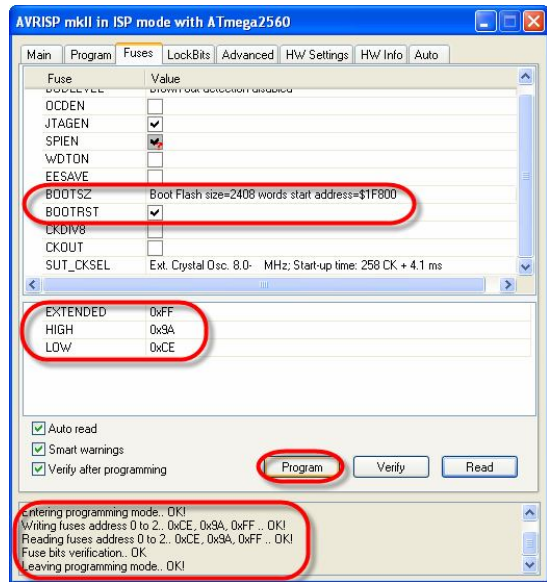 AVRISP mkII in ISP mode with ATmega2560
Main Program Fuses LockBits Advanced HW Settings HW Info Auto
Fuse Value
BODLEVEL Brown-out detection disabled
OCDEN
JTAGEN
SPIEN
WDTON
EESAVE
BOOTSZ Boot Flash size=2408 words start address=$1F800
BOOTRST
CKDIV8
CKOUT
SUT_CKSEL Ext. Crystal Osc. 8.0- MHz; Start-up time: 258 CK + 4.1 ms
EXTENDED 0xFF
HIGH 0x9A
LOW 0xCE
Auto read
Smart warnings
Verify after programming
Program Verify Read
Entering programming mode.. OK!
Writing fuses address 0 to 2.. 0xCE, 0x9A, 0xFF .. OK!
Reading fuses address 0 to 2.. 0xCE, 0x9A, 0xFF .. OK!
Fuse bits verification.. OK
Leaving programming mode.. OK!